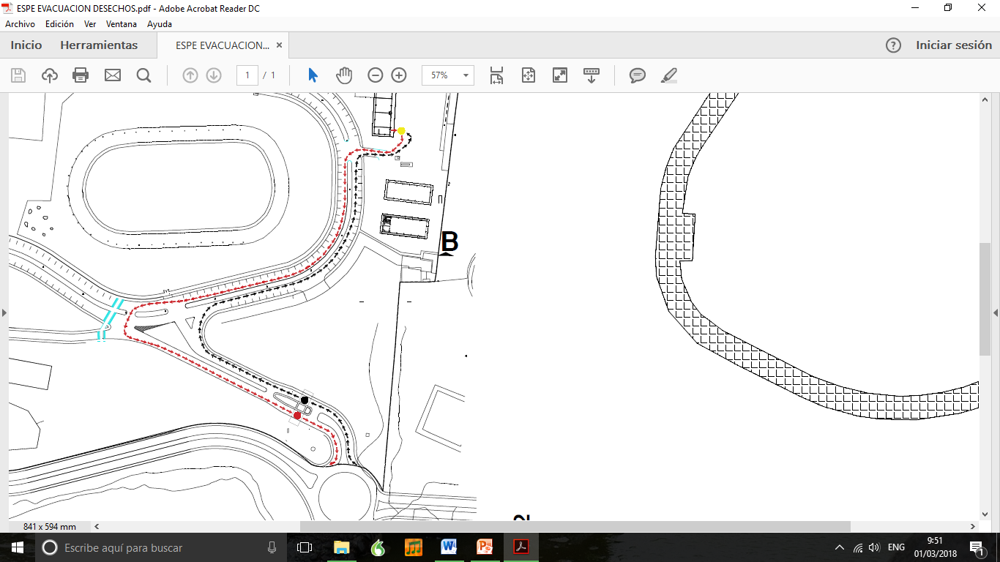 ESPE EVACUACION DESECHOS.pdf - Adobe Acrobat Reader DC
Archivo Edición Ver Ventana Ayuda
Inicio Herramientas ESPE EVACUACION... × Iniciar sesión
1 / 1 57%
B
841 x 594 mm
Escribe aquí para buscar
ENG
9:51
01/03/2018
1